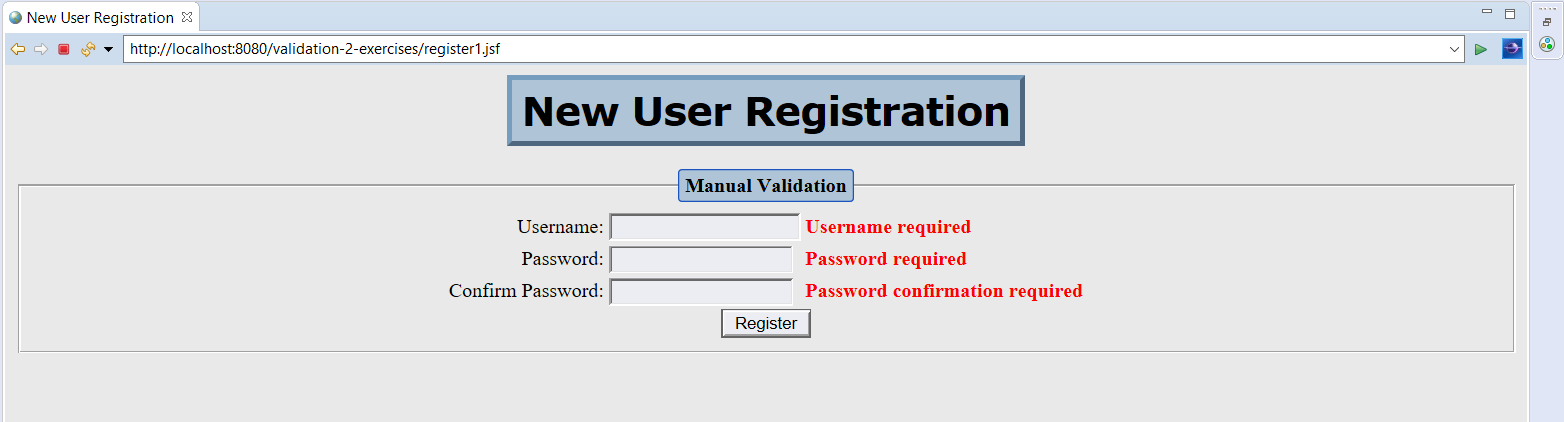 New User Registration
http://localhost:8080/validation-2-exercises/register1.jsf
New User Registration
Manual Validation
Username: Username required
Password: Password required
Confirm Password: Password confirmation required
Register